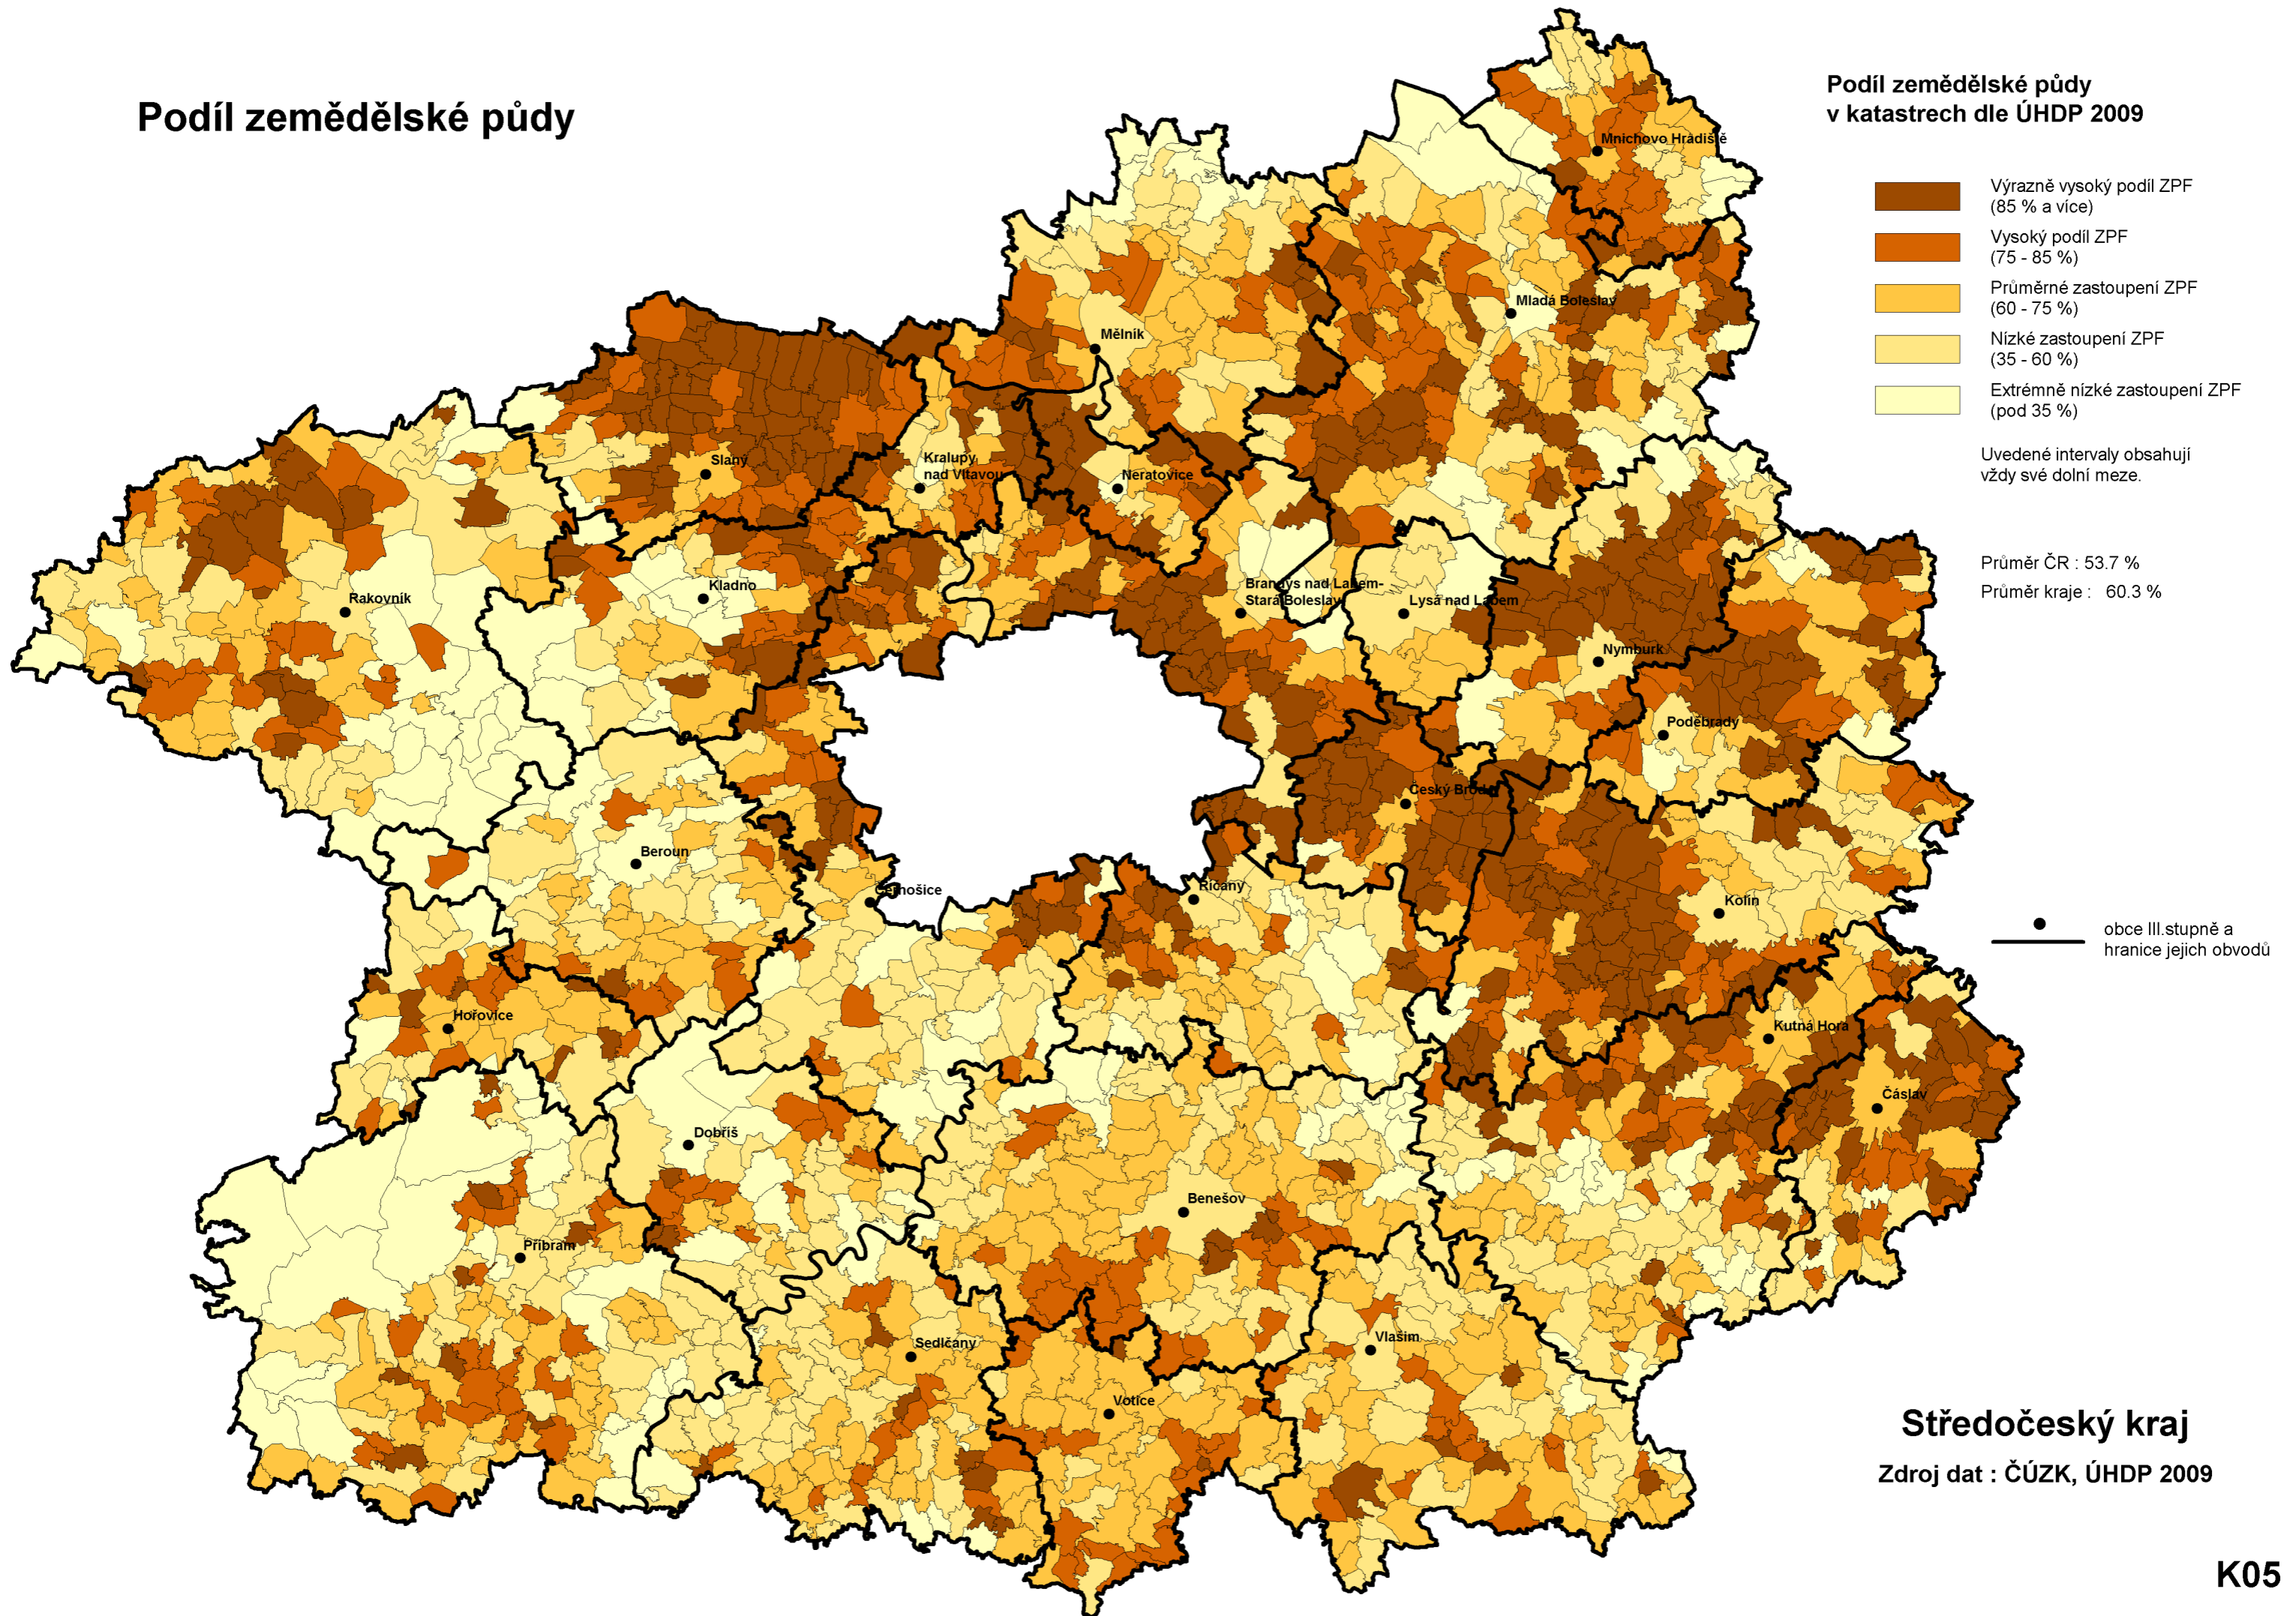 Podíl zemědělské půdy
Podíl zemědělské půdy
v katastrech dle ÚHDP 2009
Výrazně vysoký podíl ZPF
(85 % a více)
Vysoký podíl ZPF
(75 - 85 %)
Průměrné zastoupení ZPF
(60 - 75 %)
Nízké zastoupení ZPF
(35 - 60 %)
Extrémně nízké zastoupení ZPF
(pod 35 %)
Uvedené intervaly obsahují
vždy své dolní meze.
Průměr ČR : 53.7 %
Průměr kraje : 60.3 %
obce III.stupně a
hranice jejich obvodů
Mnichovo Hradiště
Mladá Boleslav
Mělník
Slaný
Kralupy
nad Vltavou
Neratovice
Kladno
Rakovník
Brandýs nad Labem-
Stará Boleslav
Lysá nad Labem
Nymburk
Poděbrady
Český Brod
Beroun
Černošice
Říčany
Kolín
Hořovice
Kutná Hora
Čáslav
Dobříš
Benešov
Příbram
Sedlčany
Vlašim
Votice
Středočeský kraj
Zdroj dat : ČÚZK, ÚHDP 2009
K05